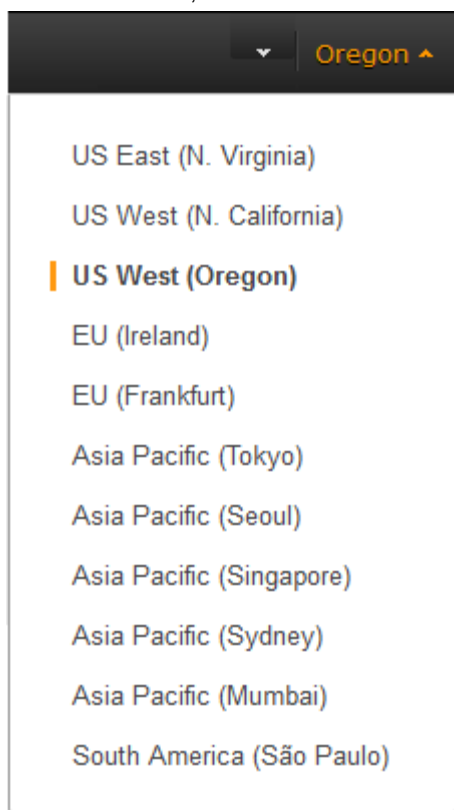 Oregon
US East (N. Virginia)
US West (N. California)
US West (Oregon)
EU (Ireland)
EU (Frankfurt)
Asia Pacific (Tokyo)
Asia Pacific (Seoul)
Asia Pacific (Singapore)
Asia Pacific (Sydney)
Asia Pacific (Mumbai)
South America (São Paulo)